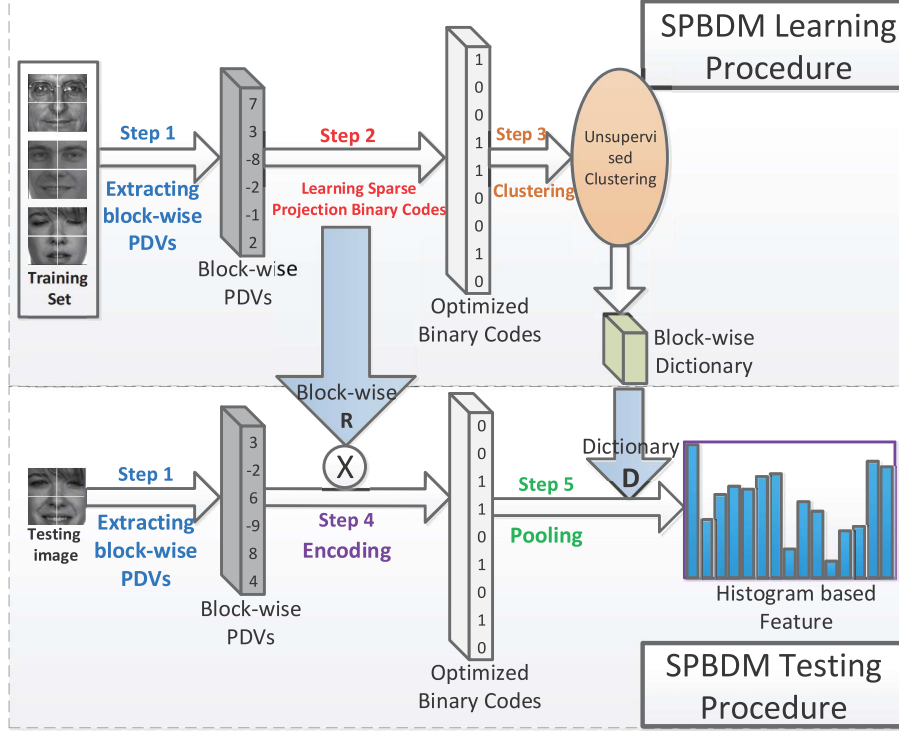 SPBDM Learning
Procedure
Training
Set
Step 1
Extracting
block-wise
PDVs
7
3
-8
-2
-1
2
Block-wise
PDVs
Step 2
Learning Sparse
Projection Binary Codes
1
0
0
1
1
0
0
1
0
Optimized
Binary Codes
Step 3
Clustering
Unsupervi
sed
Clustering
Block-wise
Dictionary
Block-wise
R
X
Testing
image
Step 1
Extracting
block-wise
PDVs
3
-2
6
-9
8
4
Block-wise
PDVs
Step 4
Encoding
0
0
1
1
0
1
0
1
0
Optimized
Binary Codes
Step 5
Pooling
Dictionary
D
Histogram based
Feature
SPBDM Testing
Procedure